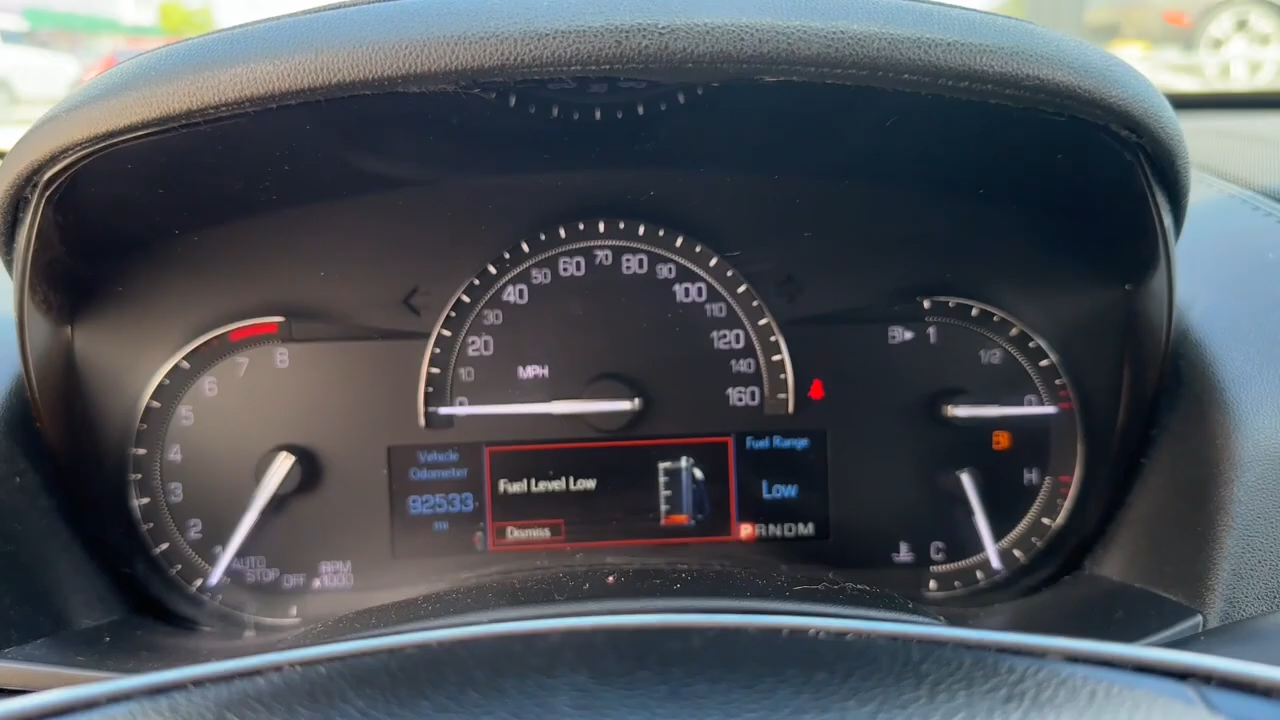 8
7
6
5
4
3
2
1
AUTO
STOP
OFF
RPM
x1000
0
10
20
30
40
50
60
70
80
90
100
110
120
140
160
MPH
Vehicle
Odometer
92533
mi
Fuel Level Low
Dismiss
Fuel Range
Low
PRNDM
1
1/2
0
H
C